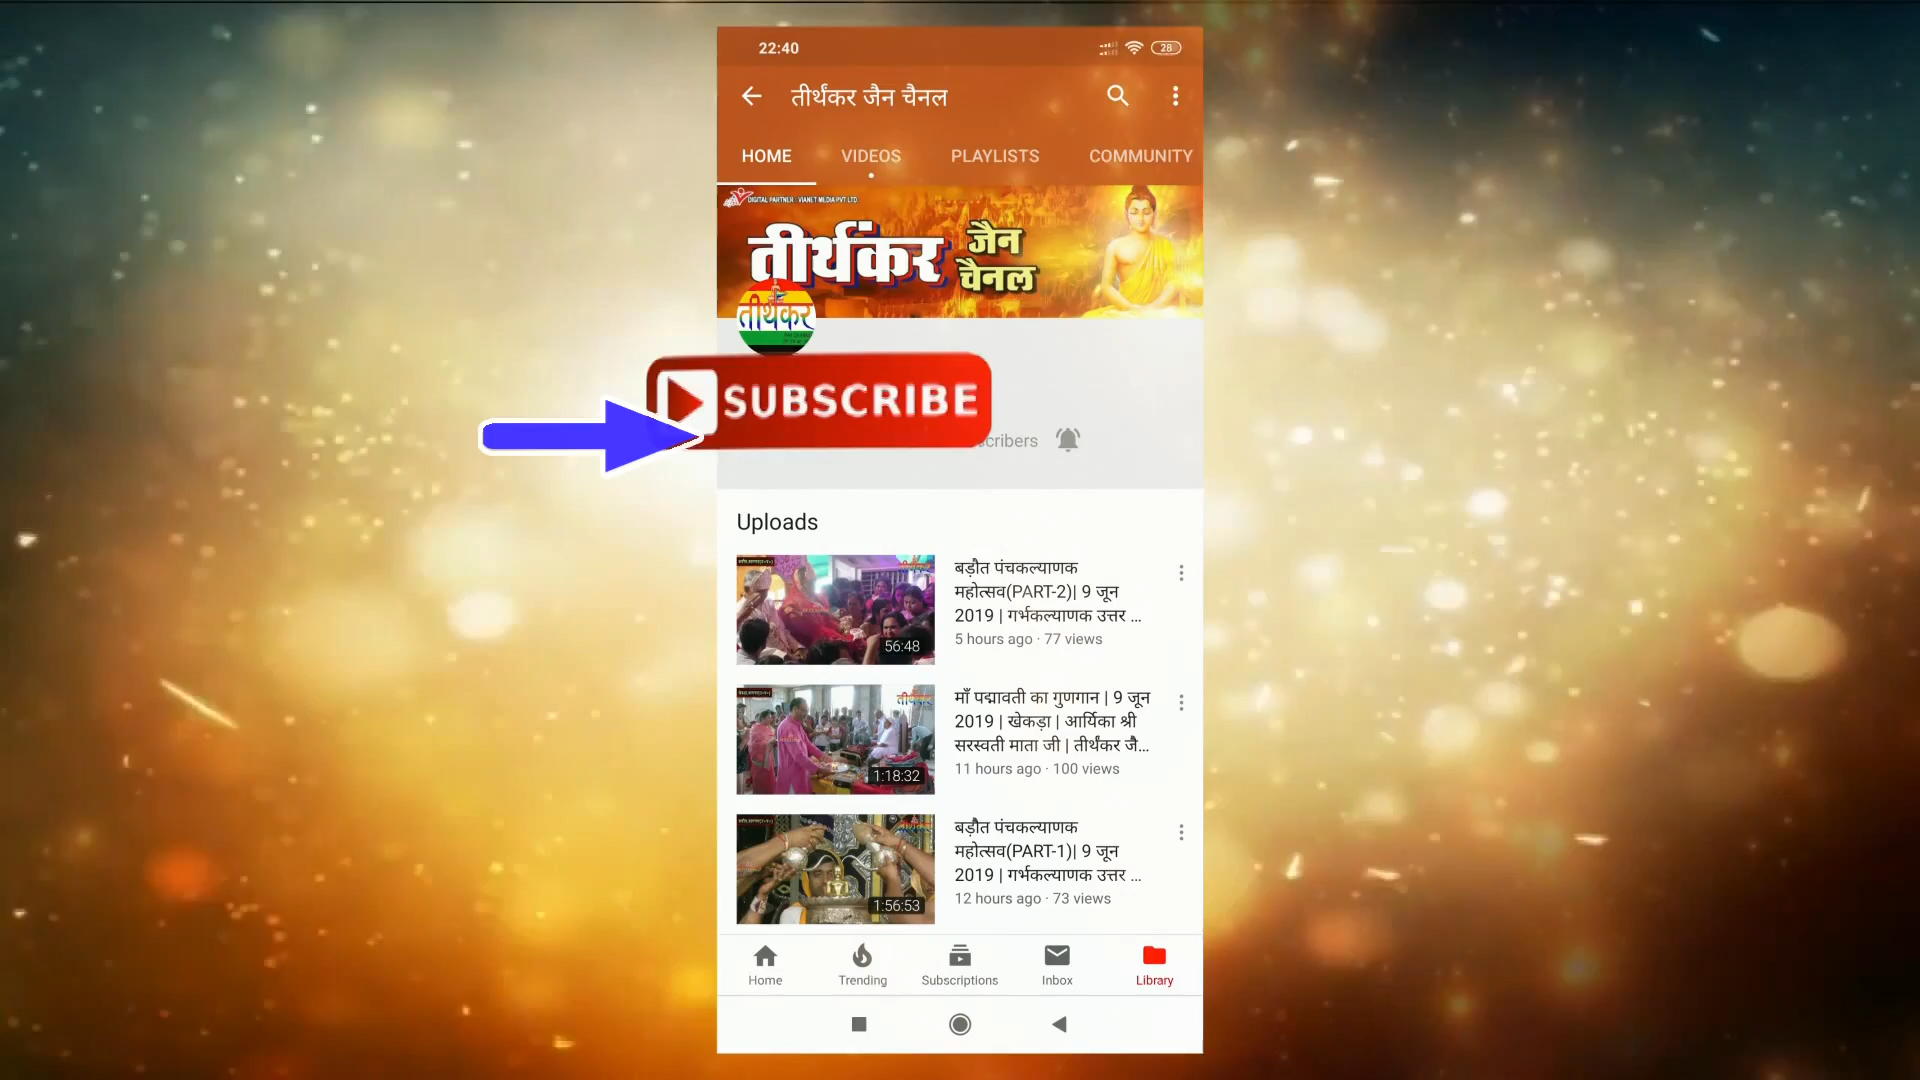 22:40
28
तीर्थंकर जैन चैनल
HOME VIDEOS PLAYLISTS COMMUNITY
DIGITAL PARTNER : VIANET MEDIA PVT LTD
तीर्थंकर जैन चैनल
तीर्थंकर
SUBSCRIBE
scribers
Uploads
बड़ौत पंचकल्याणक
महोत्सव(PART-2)| 9 जून
2019 | गर्भकल्याणक उत्तर ...
5 hours ago · 77 views
56:48
माँ पद्मावती का गुणगान | 9 जून
2019 | खेकड़ा | आर्यिका श्री
सरस्वती माता जी | तीर्थंकर जै...
11 hours ago · 100 views
1:18:32
बड़ौत पंचकल्याणक
महोत्सव(PART-1)| 9 जून
2019 | गर्भकल्याणक उत्तर ...
12 hours ago · 73 views
1:56:53
Home Trending Subscriptions Inbox Library